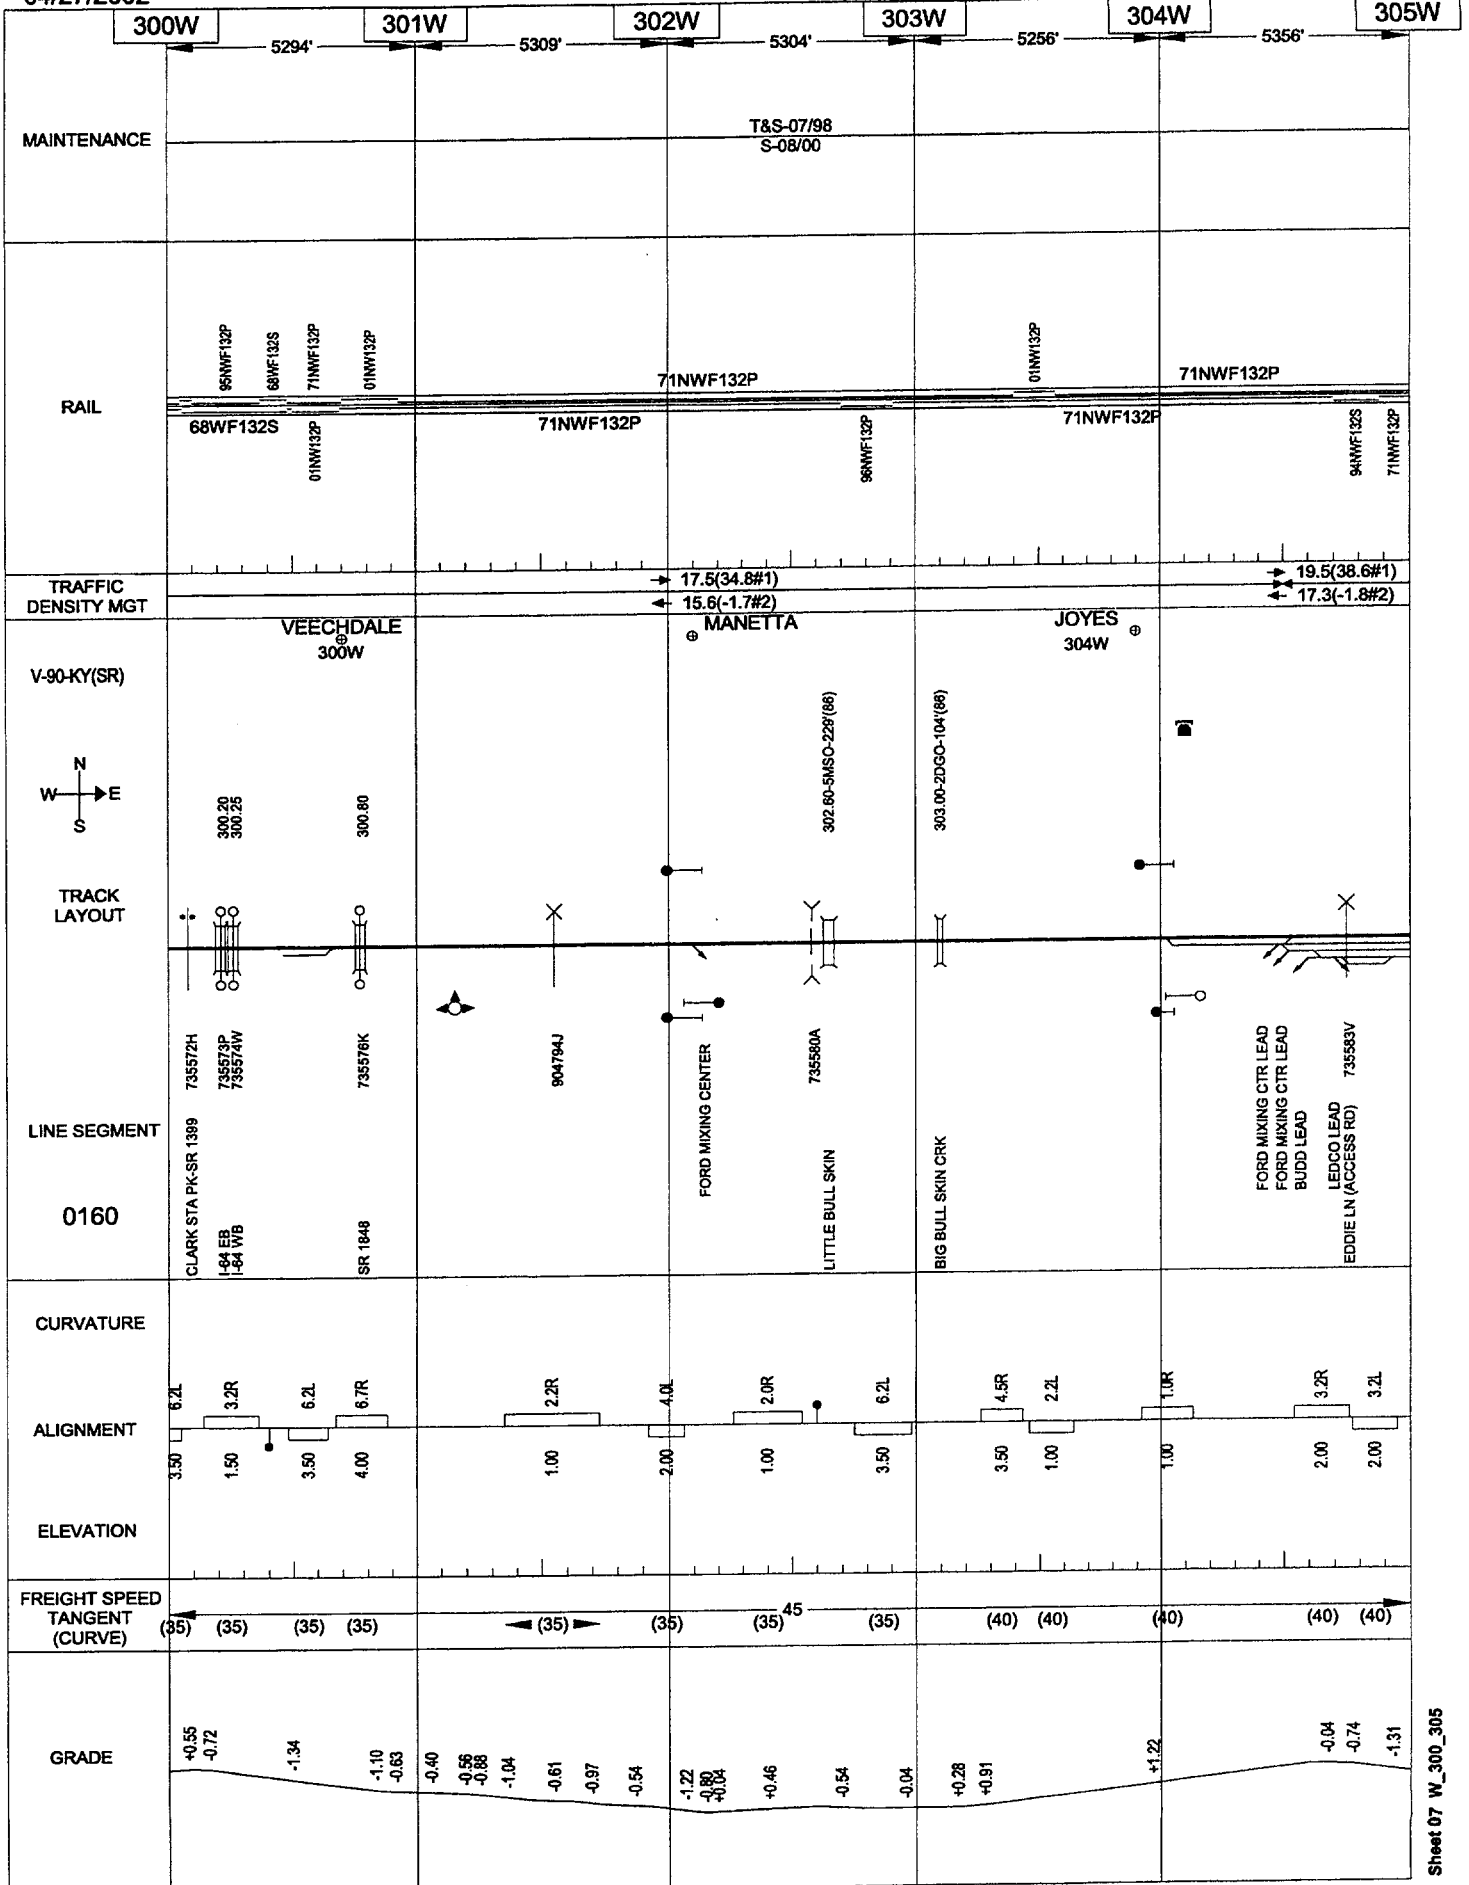 300W 301W 302W 303W 304W 305W
5294' 5309' 5304' 5256' 5356'
MAINTENANCE
T&S-07/98
S-08/00
RAIL
95NWF132P 68WF132S 71NWF132P 01NW132P 01NW132P
71NWF132P 71NWF132P
68WF132S 71NWF132P 71NWF132P
01NW132P 96NWF132P 94NWF132S 71NWF132P
TRAFFIC
DENSITY MGT
17.5(34.8#1) 19.5(38.6#1)
15.6(-1.7#2) 17.3(-1.8#2)
VEECHDALE MANETTA JOYES
300W 304W
V-90-KY(SR)
N
W E
S
300.20
300.25
300.80
302.60-5MSO-229'(86)
303.00-2DGO-104'(86)
TRACK
LAYOUT
735572H
735573P
735574W
735576K
904794J
735580A
735583V
LINE SEGMENT
0160
CLARK STA PK-SR 1399
I-64 EB
I-64 WB
SR 1848
FORD MIXING CENTER
LITTLE BULL SKIN
BIG BULL SKIN CRK
FORD MIXING CTR LEAD
FORD MIXING CTR LEAD
BUDD LEAD
LEDCO LEAD
EDDIE LN (ACCESS RD)
CURVATURE
6.2L 3.2R 6.2L 6.7R 2.2R 4.0L 2.0R 6.2L 4.5R 2.2L 1.0R 3.2R 3.2L
ALIGNMENT
3.50 1.50 3.50 4.00 1.00 2.00 1.00 3.50 3.50 1.00 1.00 2.00 2.00
ELEVATION
FREIGHT SPEED
TANGENT
(CURVE)
45
(35) (35) (35) (35) (35) (35) (35) (35) (40) (40) (40) (40) (40)
GRADE
+0.55 -0.72 -1.34 -1.10 -0.63 -0.40 -0.56 -0.88 -1.04 -0.61 -0.97 -0.54 -1.22 -0.80 +0.04 +0.46 -0.54 -0.04 +0.28 +0.91 +1.22 -0.04 -0.74 -1.31
Sheet 07 W_300_305